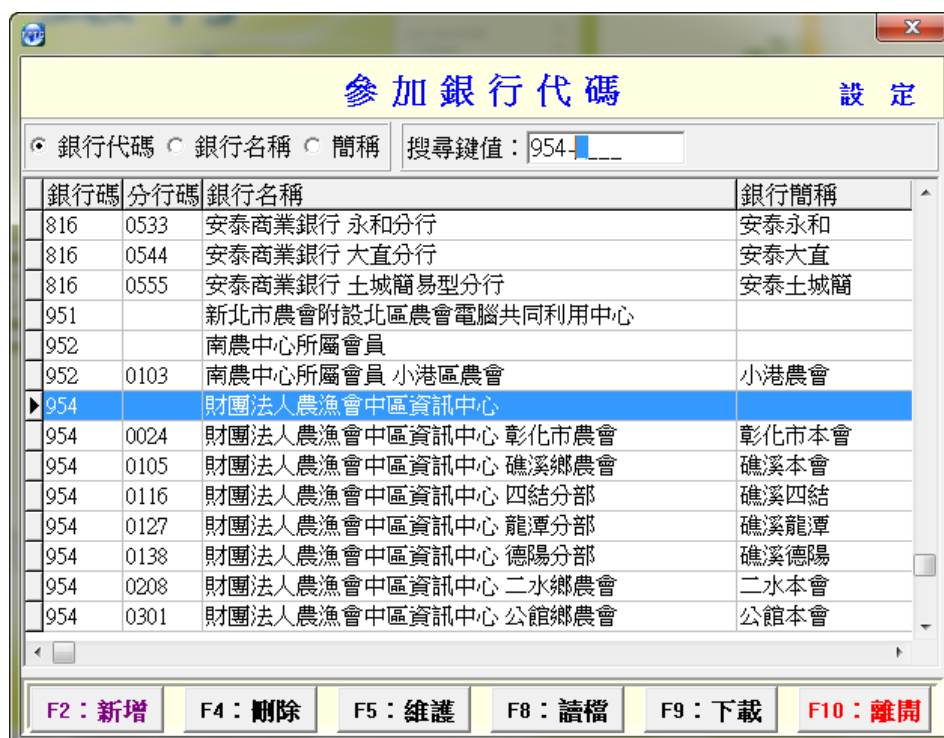 參加銀行代碼 設 定
銀行代碼 銀行名稱 簡稱 搜尋鍵值：954-____
銀行碼 分行碼 銀行名稱 銀行簡稱
816 0533 安泰商業銀行 永和分行 安泰永和
816 0544 安泰商業銀行 大直分行 安泰大直
816 0555 安泰商業銀行 土城簡易型分行 安泰土城簡
951 新北市農會附設北區農會電腦共同利用中心
952 南農中心所屬會員
952 0103 南農中心所屬會員 小港區農會 小港農會
954 財團法人農漁會中區資訊中心
954 0024 財團法人農漁會中區資訊中心 彰化市農會 彰化市本會
954 0105 財團法人農漁會中區資訊中心 礁溪鄉農會 礁溪本會
954 0116 財團法人農漁會中區資訊中心 四結分部 礁溪四結
954 0127 財團法人農漁會中區資訊中心 龍潭分部 礁溪龍潭
954 0138 財團法人農漁會中區資訊中心 德陽分部 礁溪德陽
954 0208 財團法人農漁會中區資訊中心 二水鄉農會 二水本會
954 0301 財團法人農漁會中區資訊中心 公館鄉農會 公館本會
F2：新增 F4：刪除 F5：維護 F8：讀檔 F9：下載 F10：離開